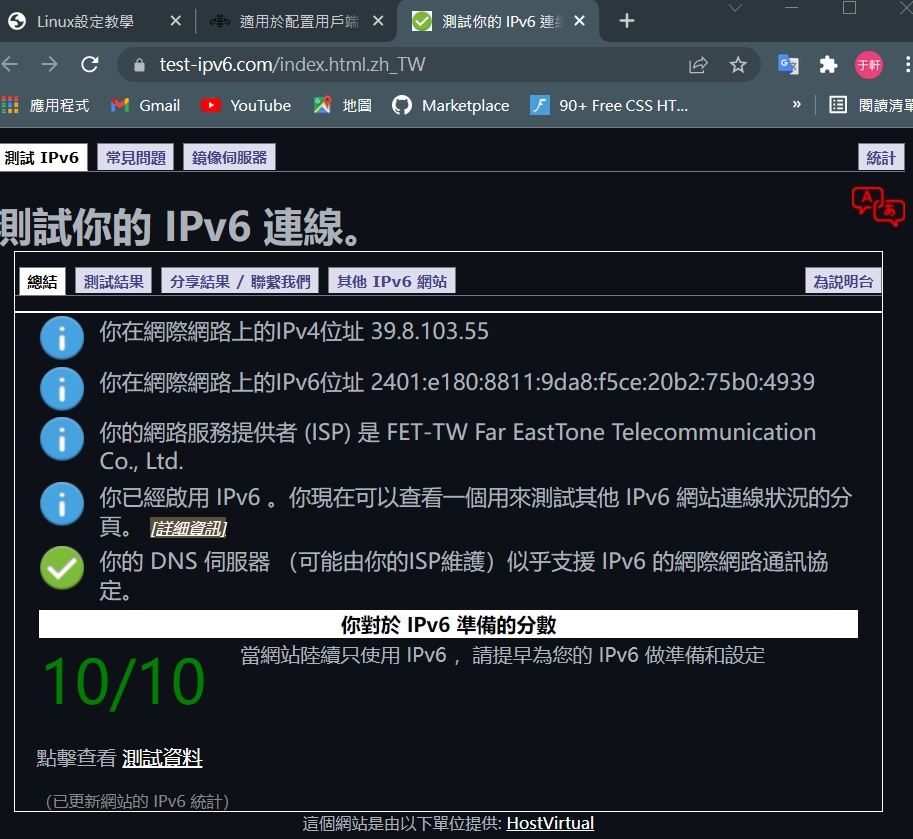 Linux設定教學
適用於配置用戶端
測試你的 IPv6 連線
test-ipv6.com/index.html.zh_TW
于軒
應用程式
Gmail
YouTube
地圖
Marketplace
90+ Free CSS HT...
»
閱讀清單
測試 IPv6
常見問題
鏡像伺服器
統計
測試你的 IPv6 連線。
總結
測試結果
分享結果 / 聯繫我們
其他 IPv6 網站
為説明台
你在網際網路上的IPv4位址 39.8.103.55
你在網際網路上的IPv6位址 2401:e180:8811:9da8:f5ce:20b2:75b0:4939
你的網路服務提供者 (ISP) 是 FET-TW Far EastTone Telecommunication
Co., Ltd.
你已經啟用 IPv6 。你現在可以查看一個用來測試其他 IPv6 網站連線狀況的分
頁。 [詳細資訊]
你的 DNS 伺服器 （可能由你的ISP維護）似乎支援 IPv6 的網際網路通訊協
定。
你對於 IPv6 準備的分數
10/10
當網站陸續只使用 IPv6 ，請提早為您的 IPv6 做準備和設定
點擊查看 測試資料
(已更新網站的 IPv6 統計)
這個網站是由以下單位提供: HostVirtual